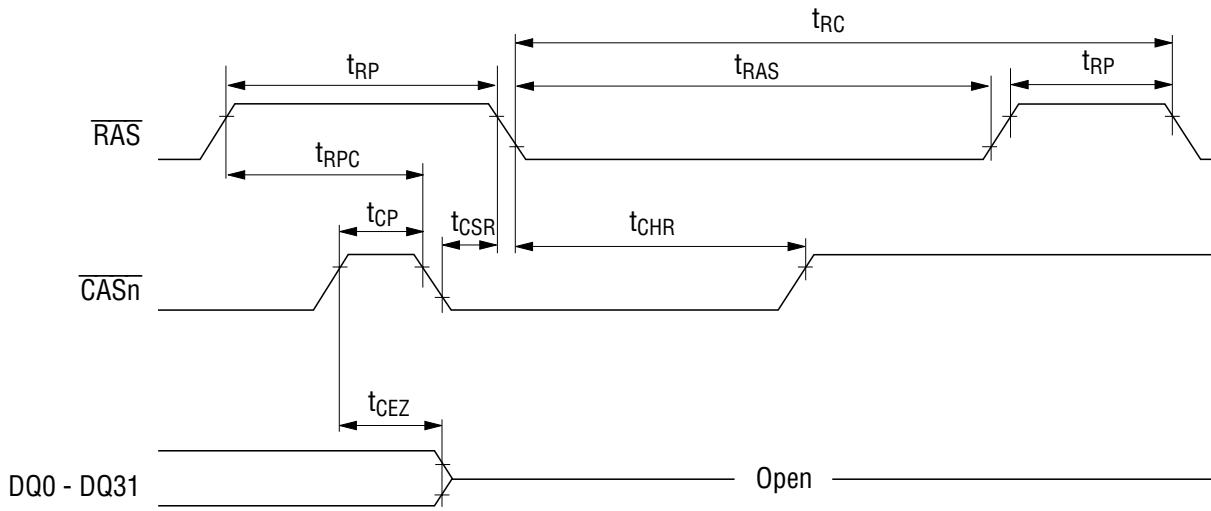 tRC
tRP
tRAS
tRP
RAS
tRPC
tCP
tCSR
tCHR
CASn
tCEZ
DQ0 - DQ31
Open